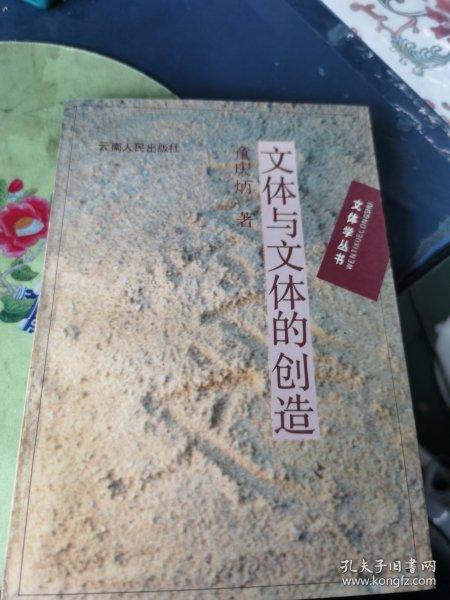 云南人民出版社
童庆炳 著
文体与文体的创造
文体学丛书
WENTIXUECONGSHU
孔夫子旧书网
www.kongfz.com